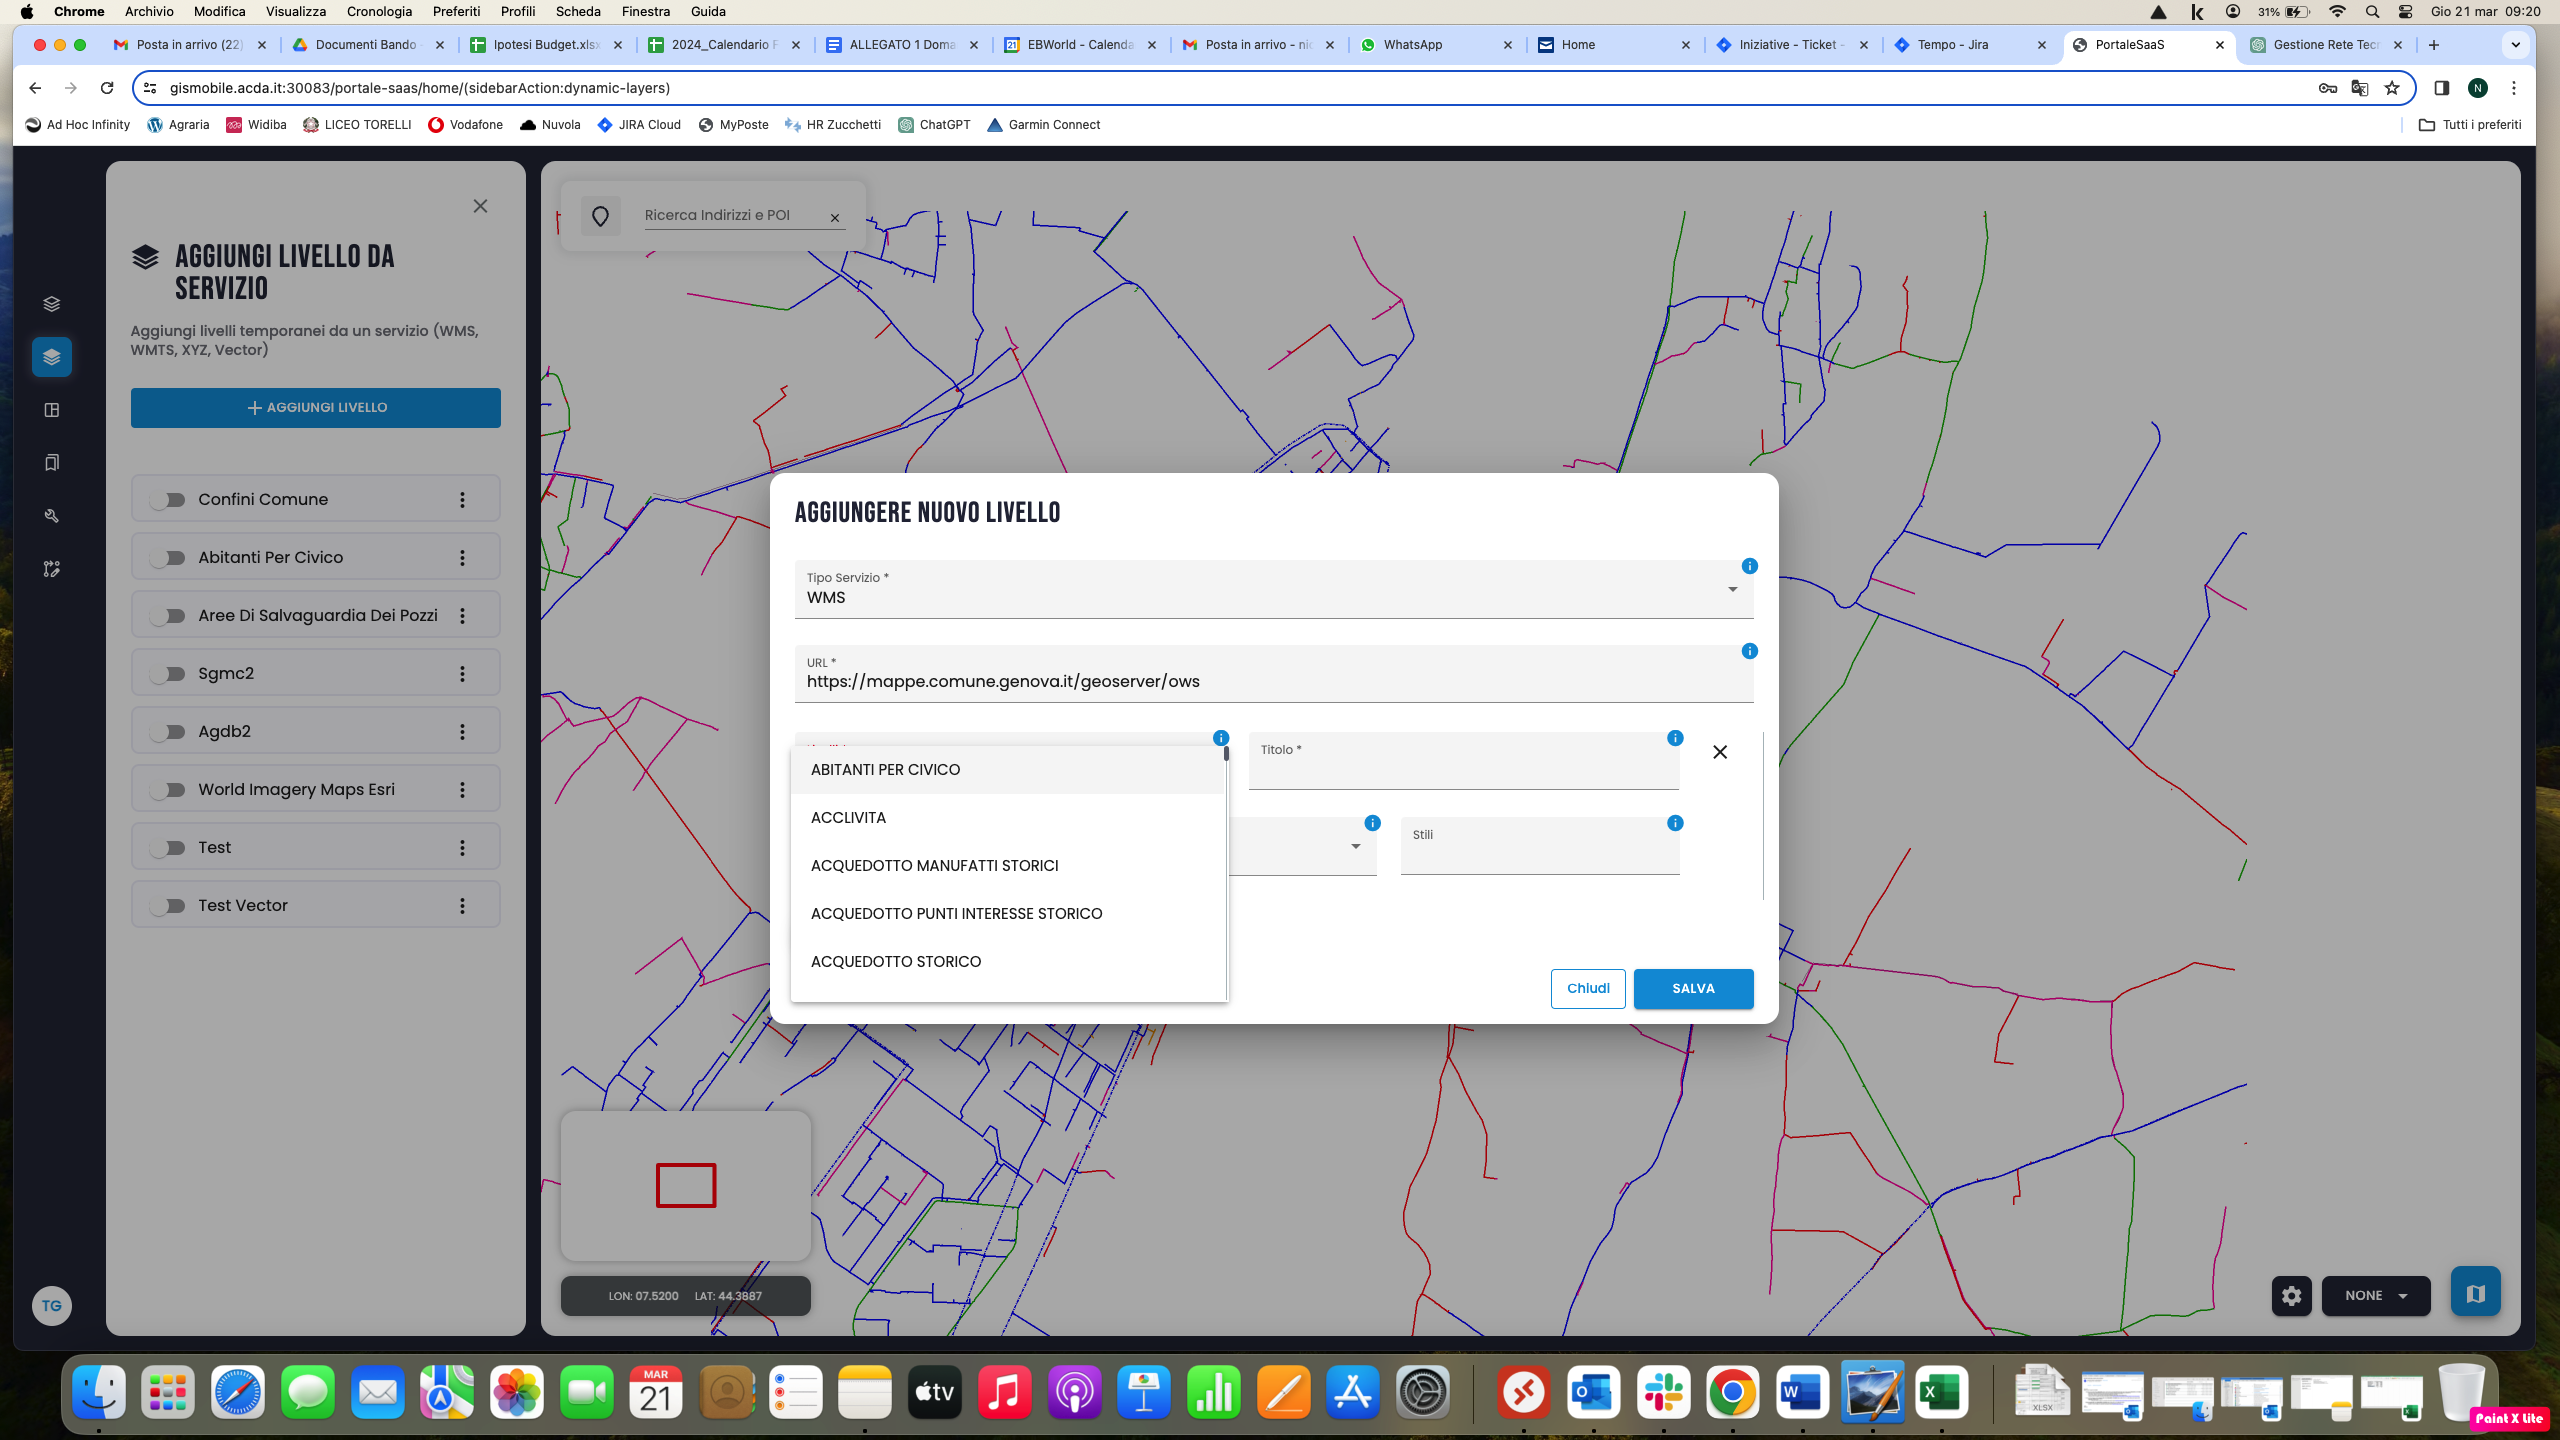 Chrome Archivio Modifica Visualizza Cronologia Preferiti Profili Scheda Finestra Guida
31% Gio 21 mar 09:20
Posta in arrivo (22) Documenti Bando Ipotesi Budget.xls 2024_Calendario F ALLEGATO 1 Doma EBWorld - Calenda Posta in arrivo - ni WhatsApp Home Iniziative - Ticket - Tempo - Jira PortaleSaaS Gestione Rete Tec
gismobile.acda.it:30083/portale-saas/home/(sidebarAction:dynamic-layers)
N
Ad Hoc Infinity Agraria Widiba LICEO TORELLI Vodafone Nuvola JIRA Cloud MyPoste HR Zucchetti ChatGPT Garmin Connect Tutti i preferiti
AGGIUNGI LIVELLO DA
SERVIZIO
Aggiungi livelli temporanei da un servizio (WMS,
WMTS, XYZ, Vector)
AGGIUNGI LIVELLO
Confini Comune
Abitanti Per Civico
Aree Di Salvaguardia Dei Pozzi
Sgmc2
Agdb2
World Imagery Maps Esri
Test
Test Vector
TG
Ricerca Indirizzi e POI
AGGIUNGERE NUOVO LIVELLO
Tipo Servizio *
WMS
URL *
https://mappe.comune.genova.it/geoserver/ows
Titolo *
Stili
ABITANTI PER CIVICO
ACCLIVITA
ACQUEDOTTO MANUFATTI STORICI
ACQUEDOTTO PUNTI INTERESSE STORICO
ACQUEDOTTO STORICO
Chiudi SALVA
LON: 07.5200 LAT: 44.3887
NONE
MAR
21
tv
XLSX
Paint X Lite